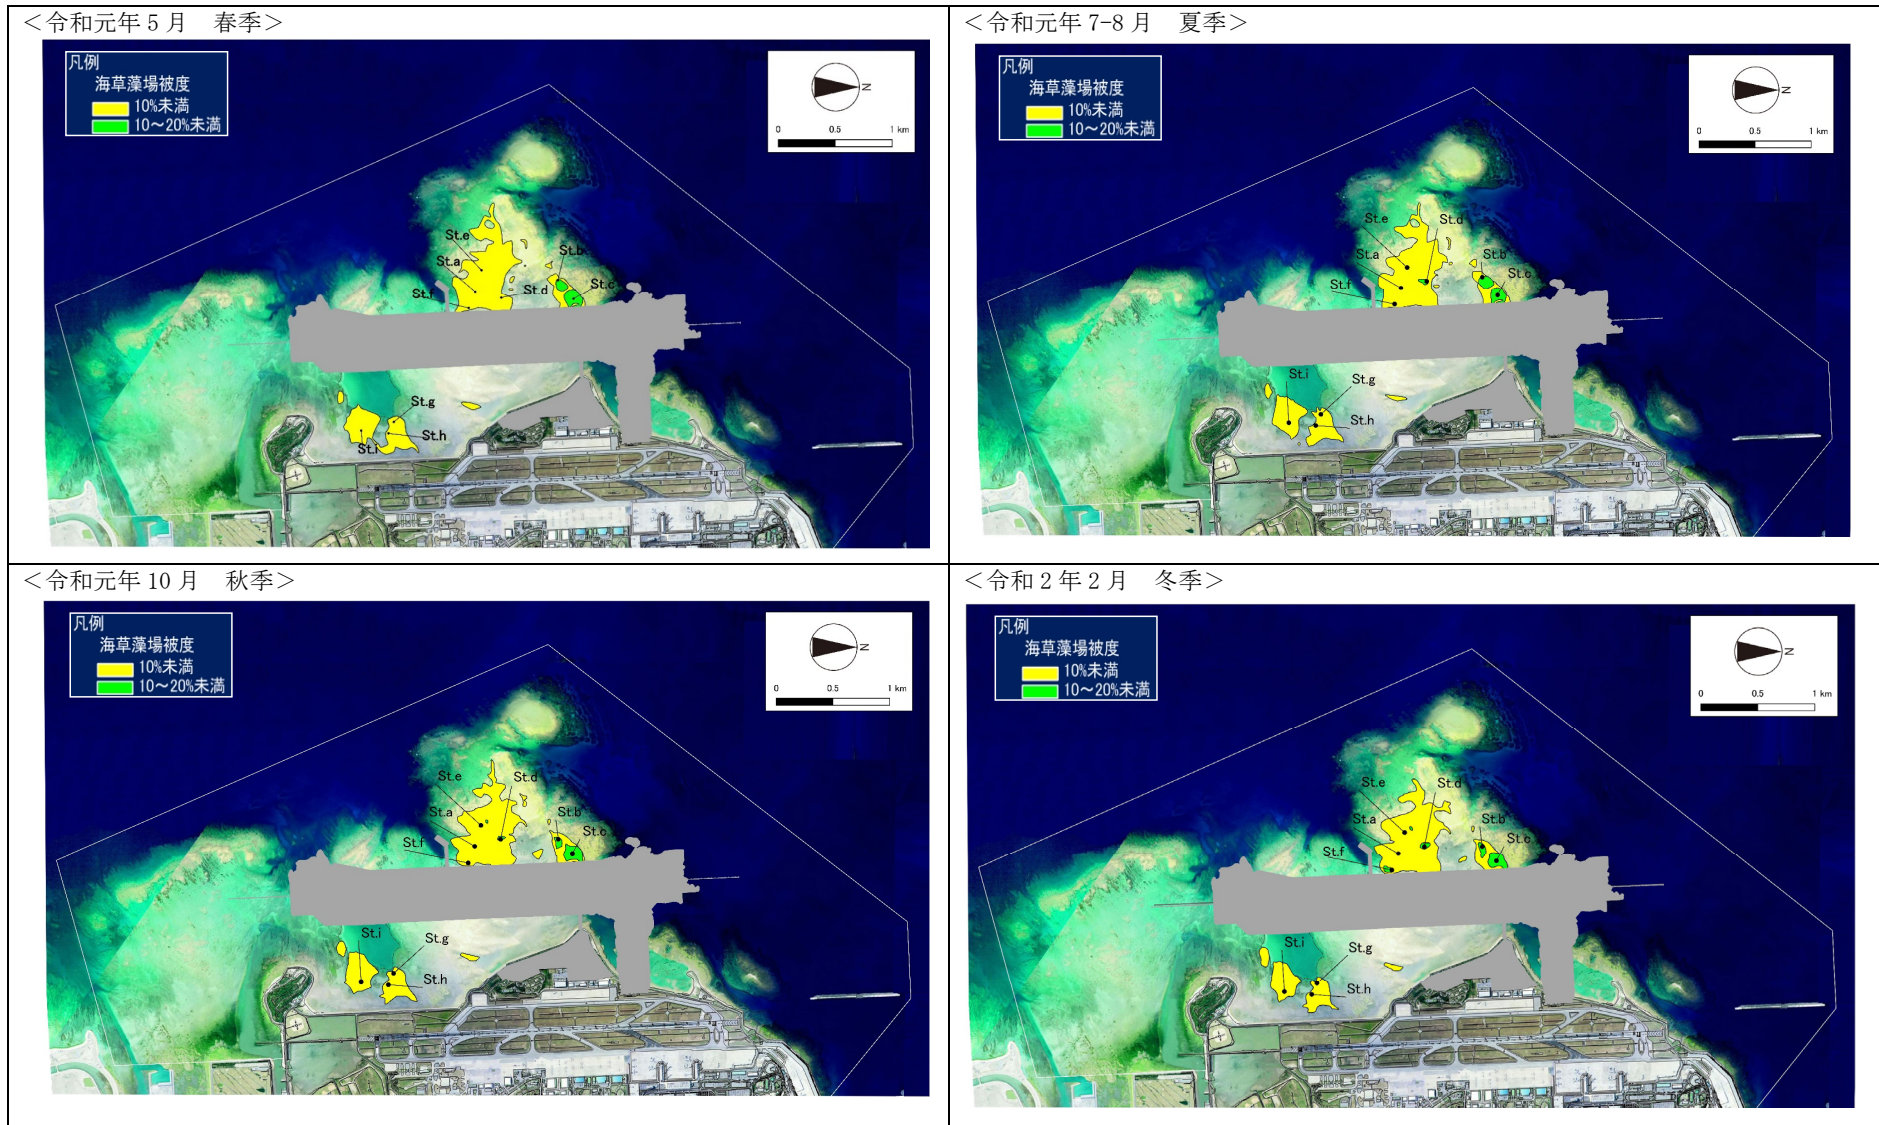 <令和元年5月 春季>
凡例
海草藻場被度
10%未満
10～20%未満
N
0 0.5 1 km
St.e
St.b
St.a
St.c
St.d
St.f
St.g
St.h
St.i
<令和元年7-8月 夏季>
凡例
海草藻場被度
10%未満
10～20%未満
N
0 0.5 1 km
St.e
St.d
St.a
St.b
St.c
St.f
St.i
St.g
St.h
<令和元年10月 秋季>
凡例
海草藻場被度
10%未満
10～20%未満
N
0 0.5 1 km
St.e
St.d
St.a
St.b
St.c
St.f
St.i
St.g
St.h
<令和2年2月 冬季>
凡例
海草藻場被度
10%未満
10～20%未満
N
0 0.5 1 km
St.e
St.d
St.a
St.b
St.c
St.f
St.i
St.g
St.h